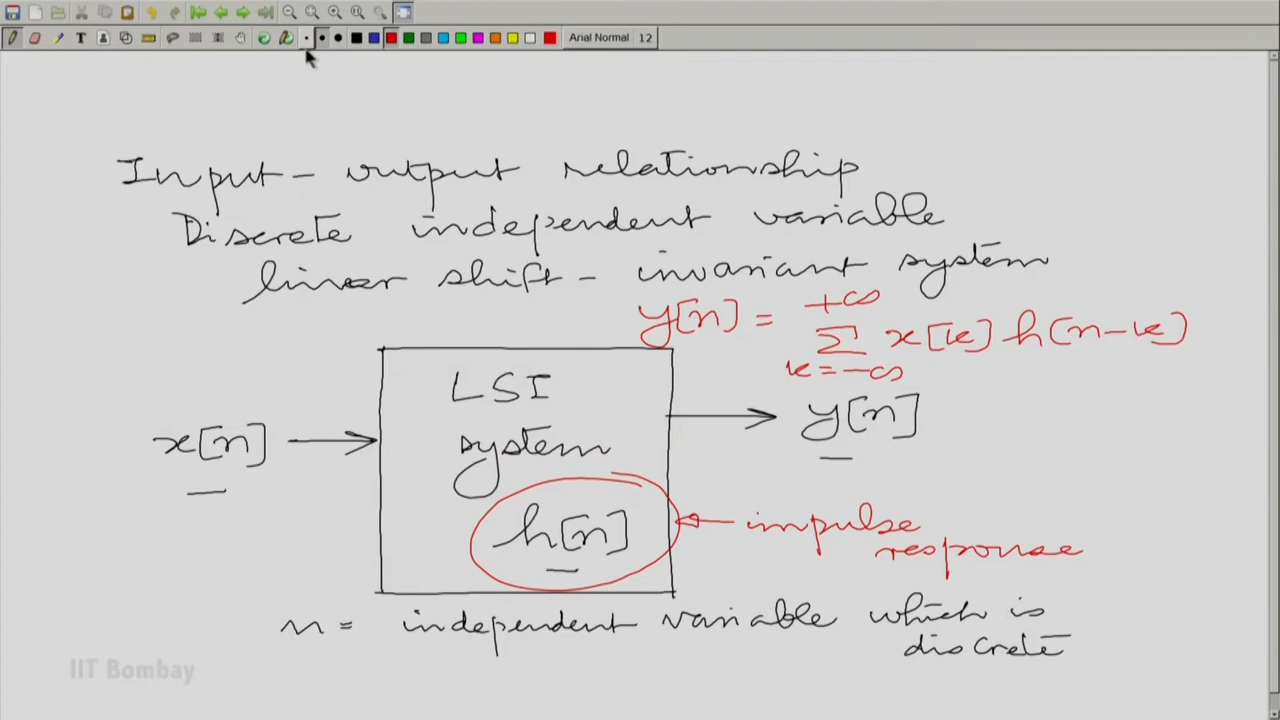 Arial Normal 12
Input - output relationship
Discrete independent variable
linear shift - invariant system
y[n] = +∞ Σ k=-∞ x[k] h[n-k]
LSI
system
x[n]
y[n]
h[n]
impulse
response
n = independent variable which is
discrete
IIT Bombay